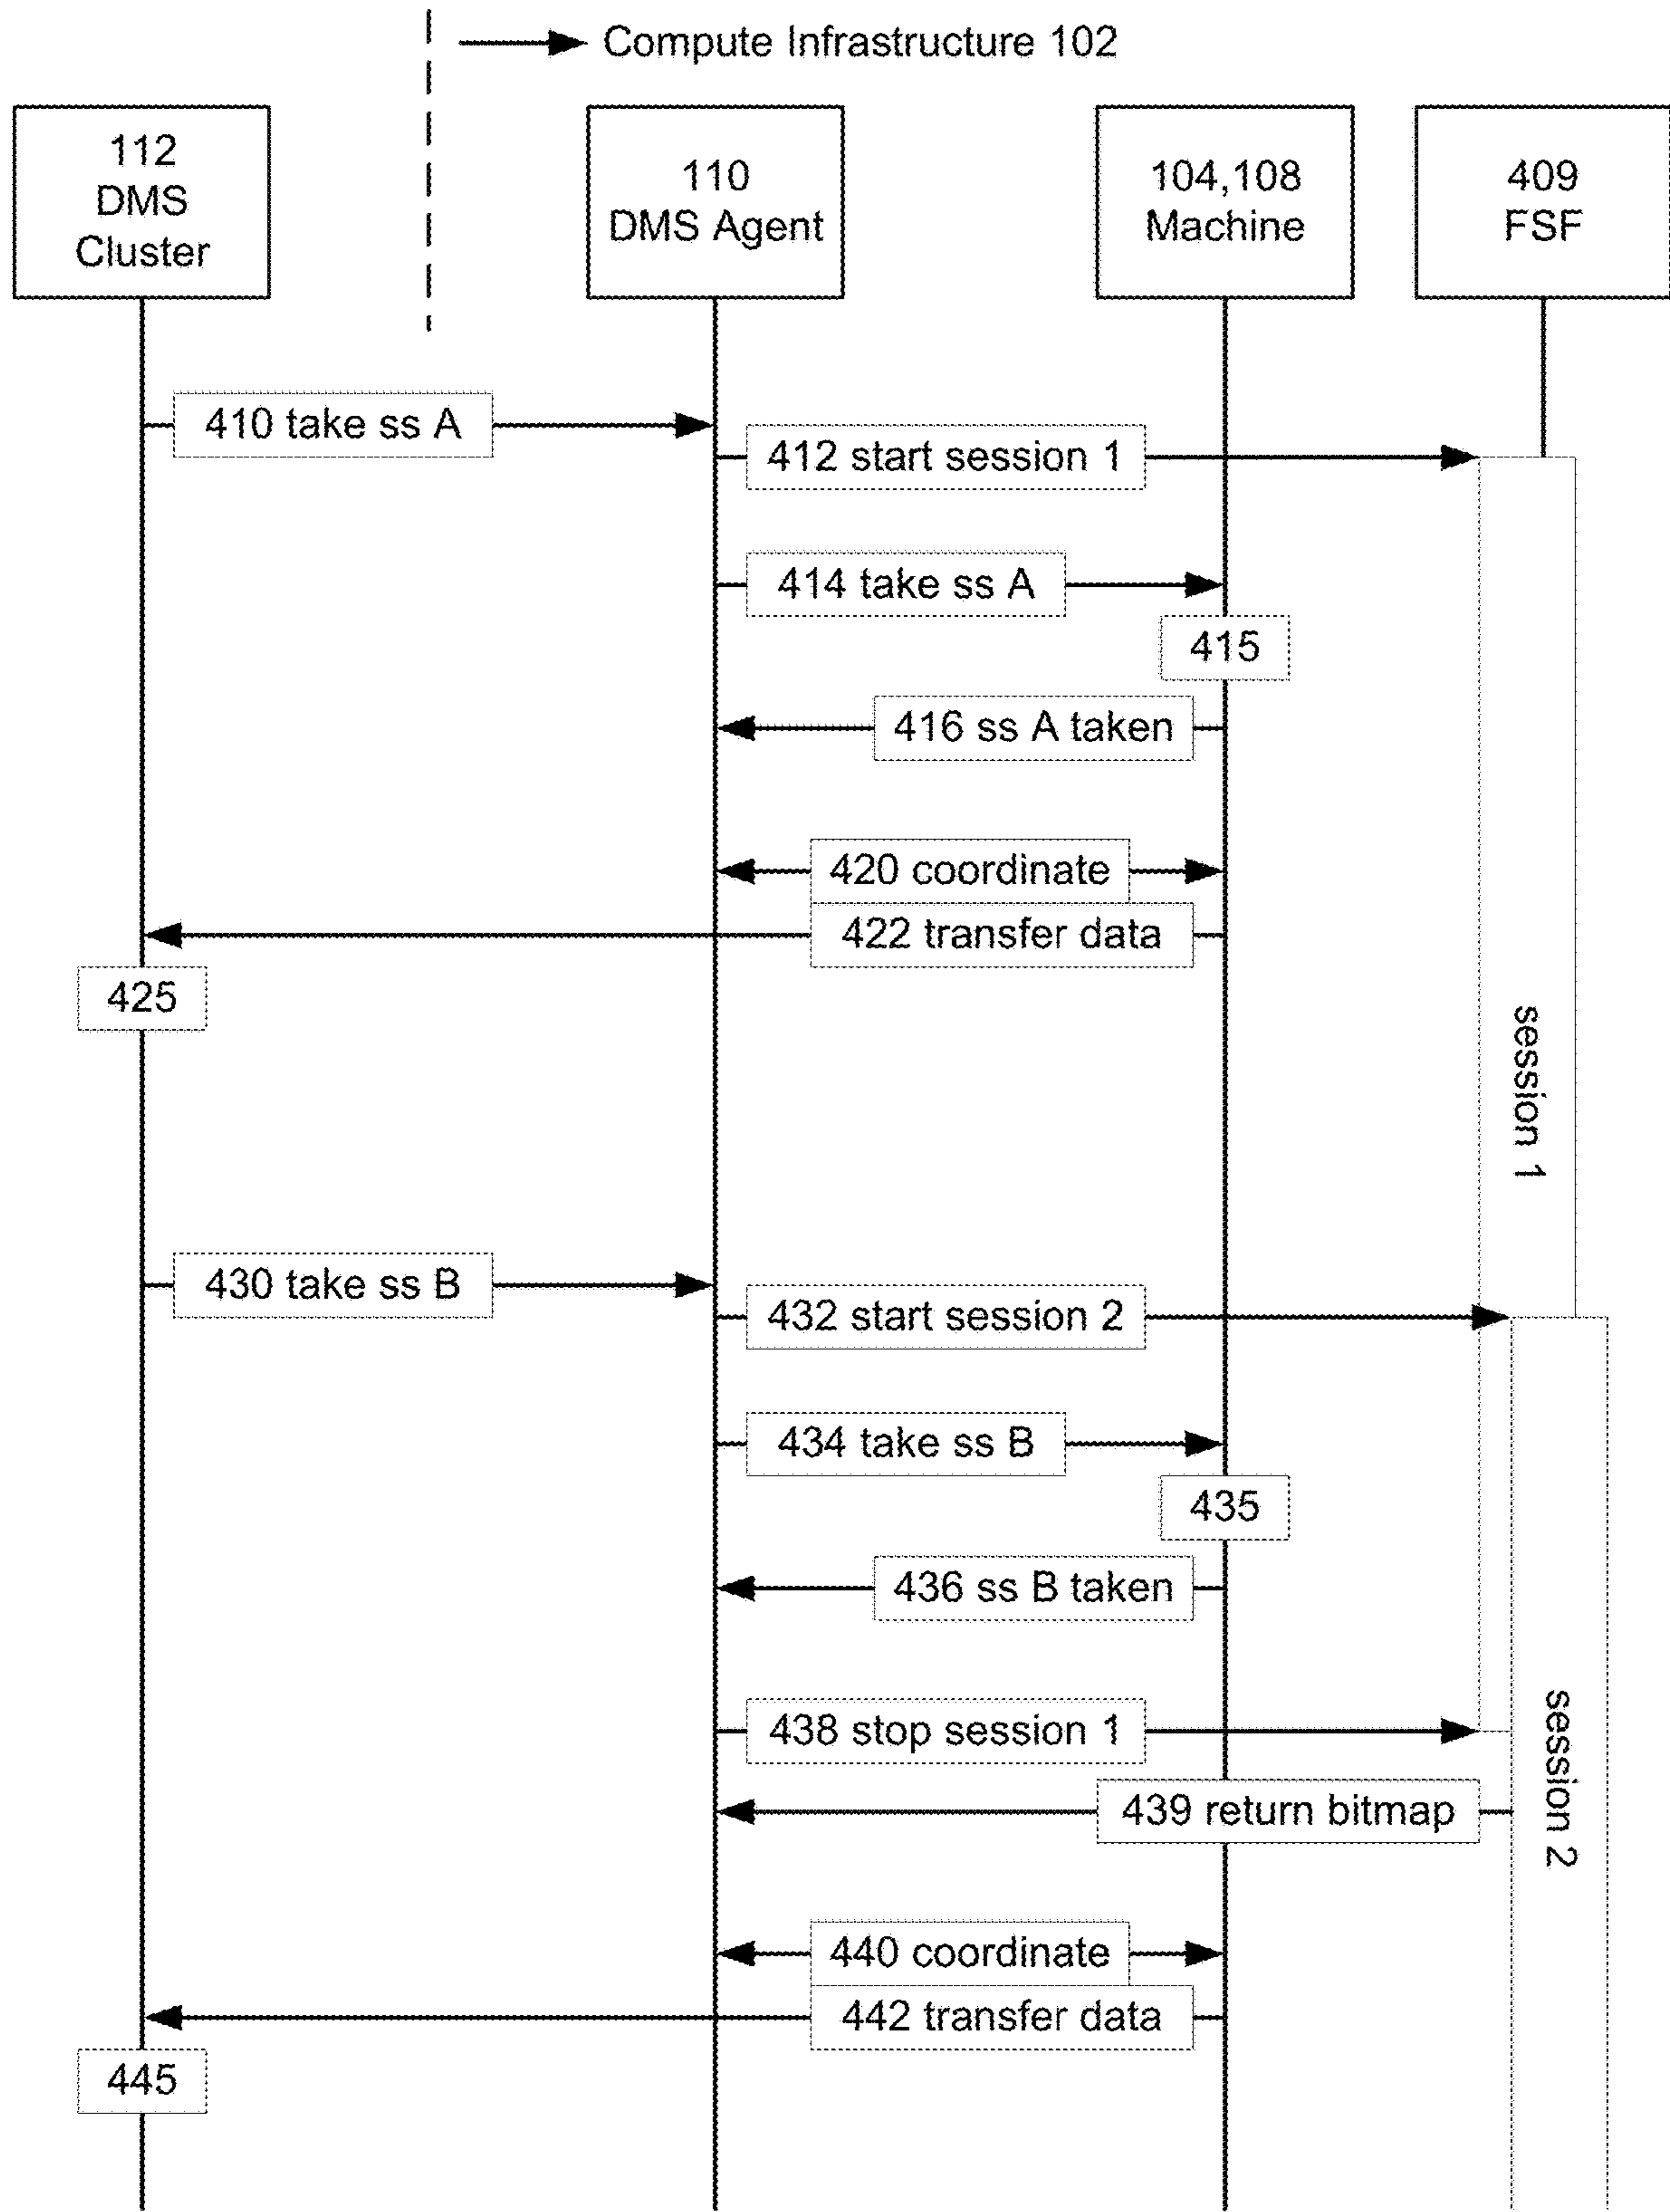 Compute Infrastructure 102
112
DMS
Cluster
110
DMS Agent
104,108
Machine
409
FSF
410 take ss A
412 start session 1
414 take ss A
415
416 ss A taken
420 coordinate
422 transfer data
425
session 1
430 take ss B
432 start session 2
434 take ss B
435
436 ss B taken
438 stop session 1
session 2
439 return bitmap
440 coordinate
442 transfer data
445